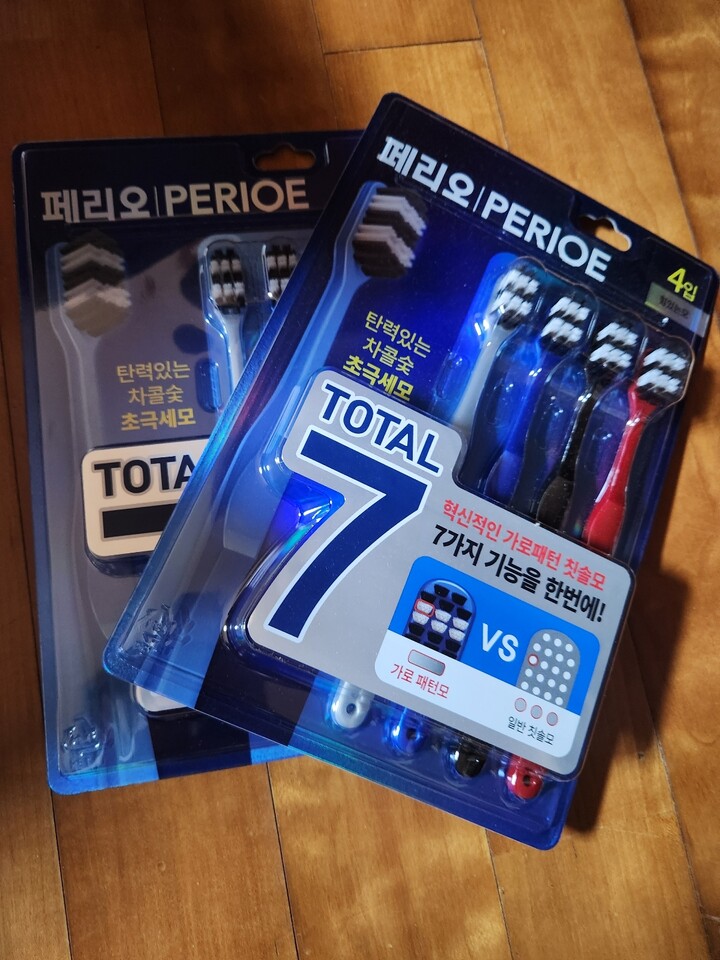 페리오 | PERIOE
탄력있는
차콜숯
초극세모
TOTA
페리오 | PERIOE
4입
탄력있는
차콜숯
초극세모
TOTAL
7
혁신적인 가로패턴 칫솔모
7가지 기능을 한번에!
VS
가로 패턴모
일반 칫솔모